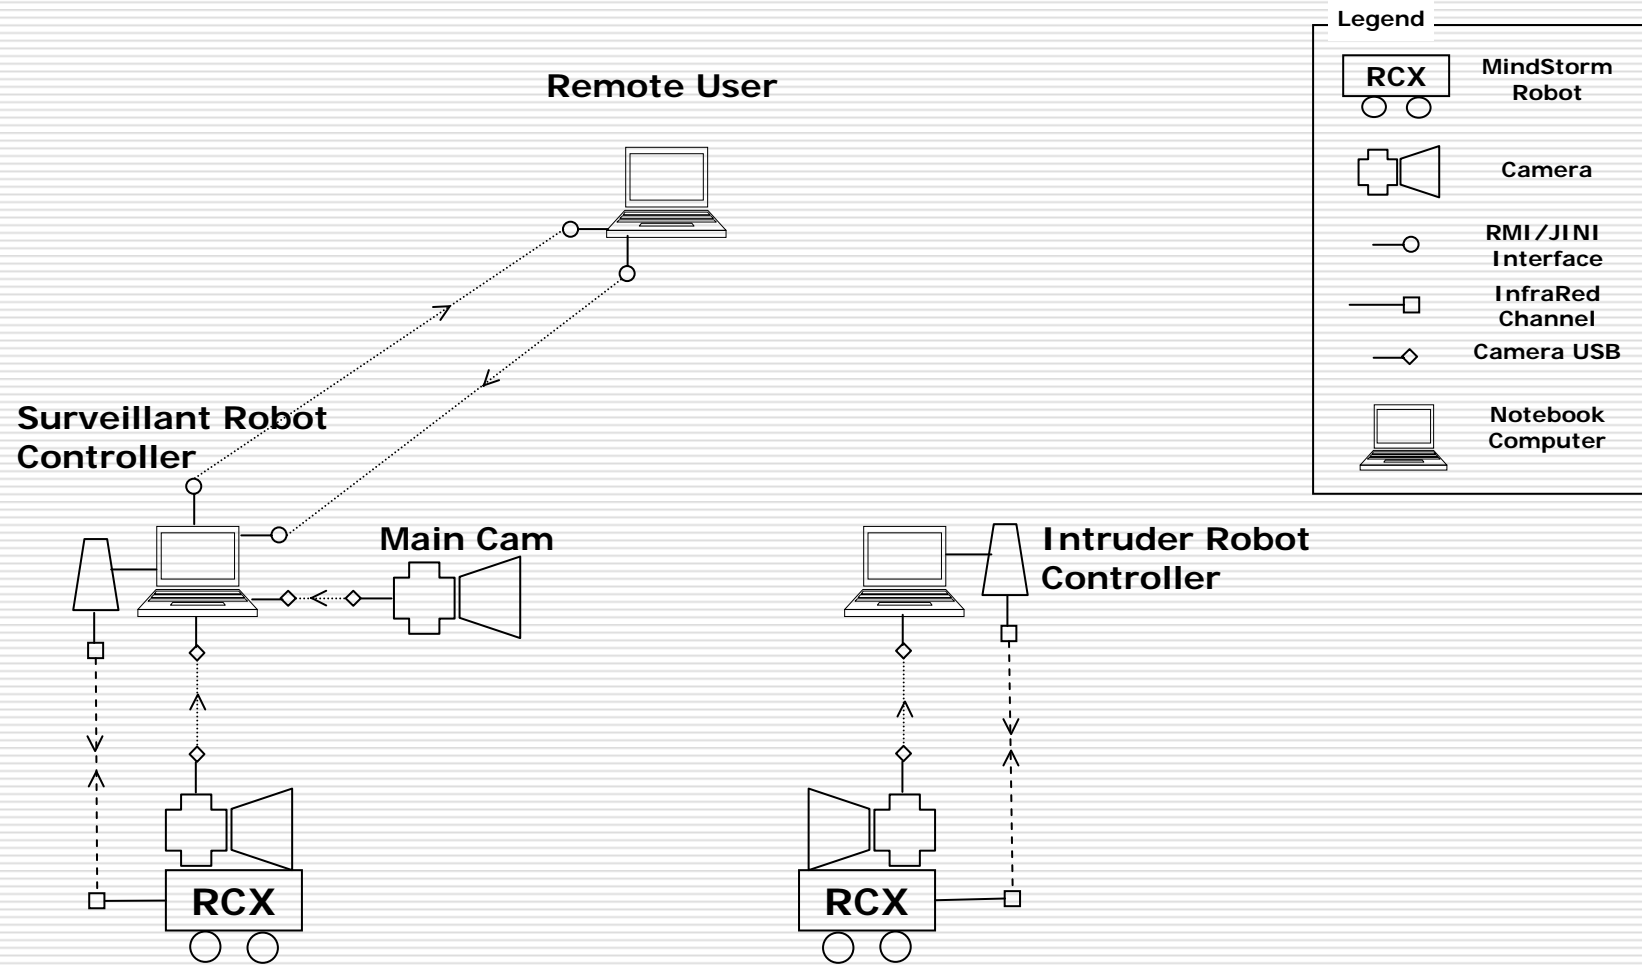 Legend
RCX
MindStorm
Robot
Camera
RMI/JINI
Interface
InfraRed
Channel
Camera USB
Notebook
Computer
Remote User
Surveillant Robot
Controller
Main Cam
Intruder Robot
Controller
RCX
RCX